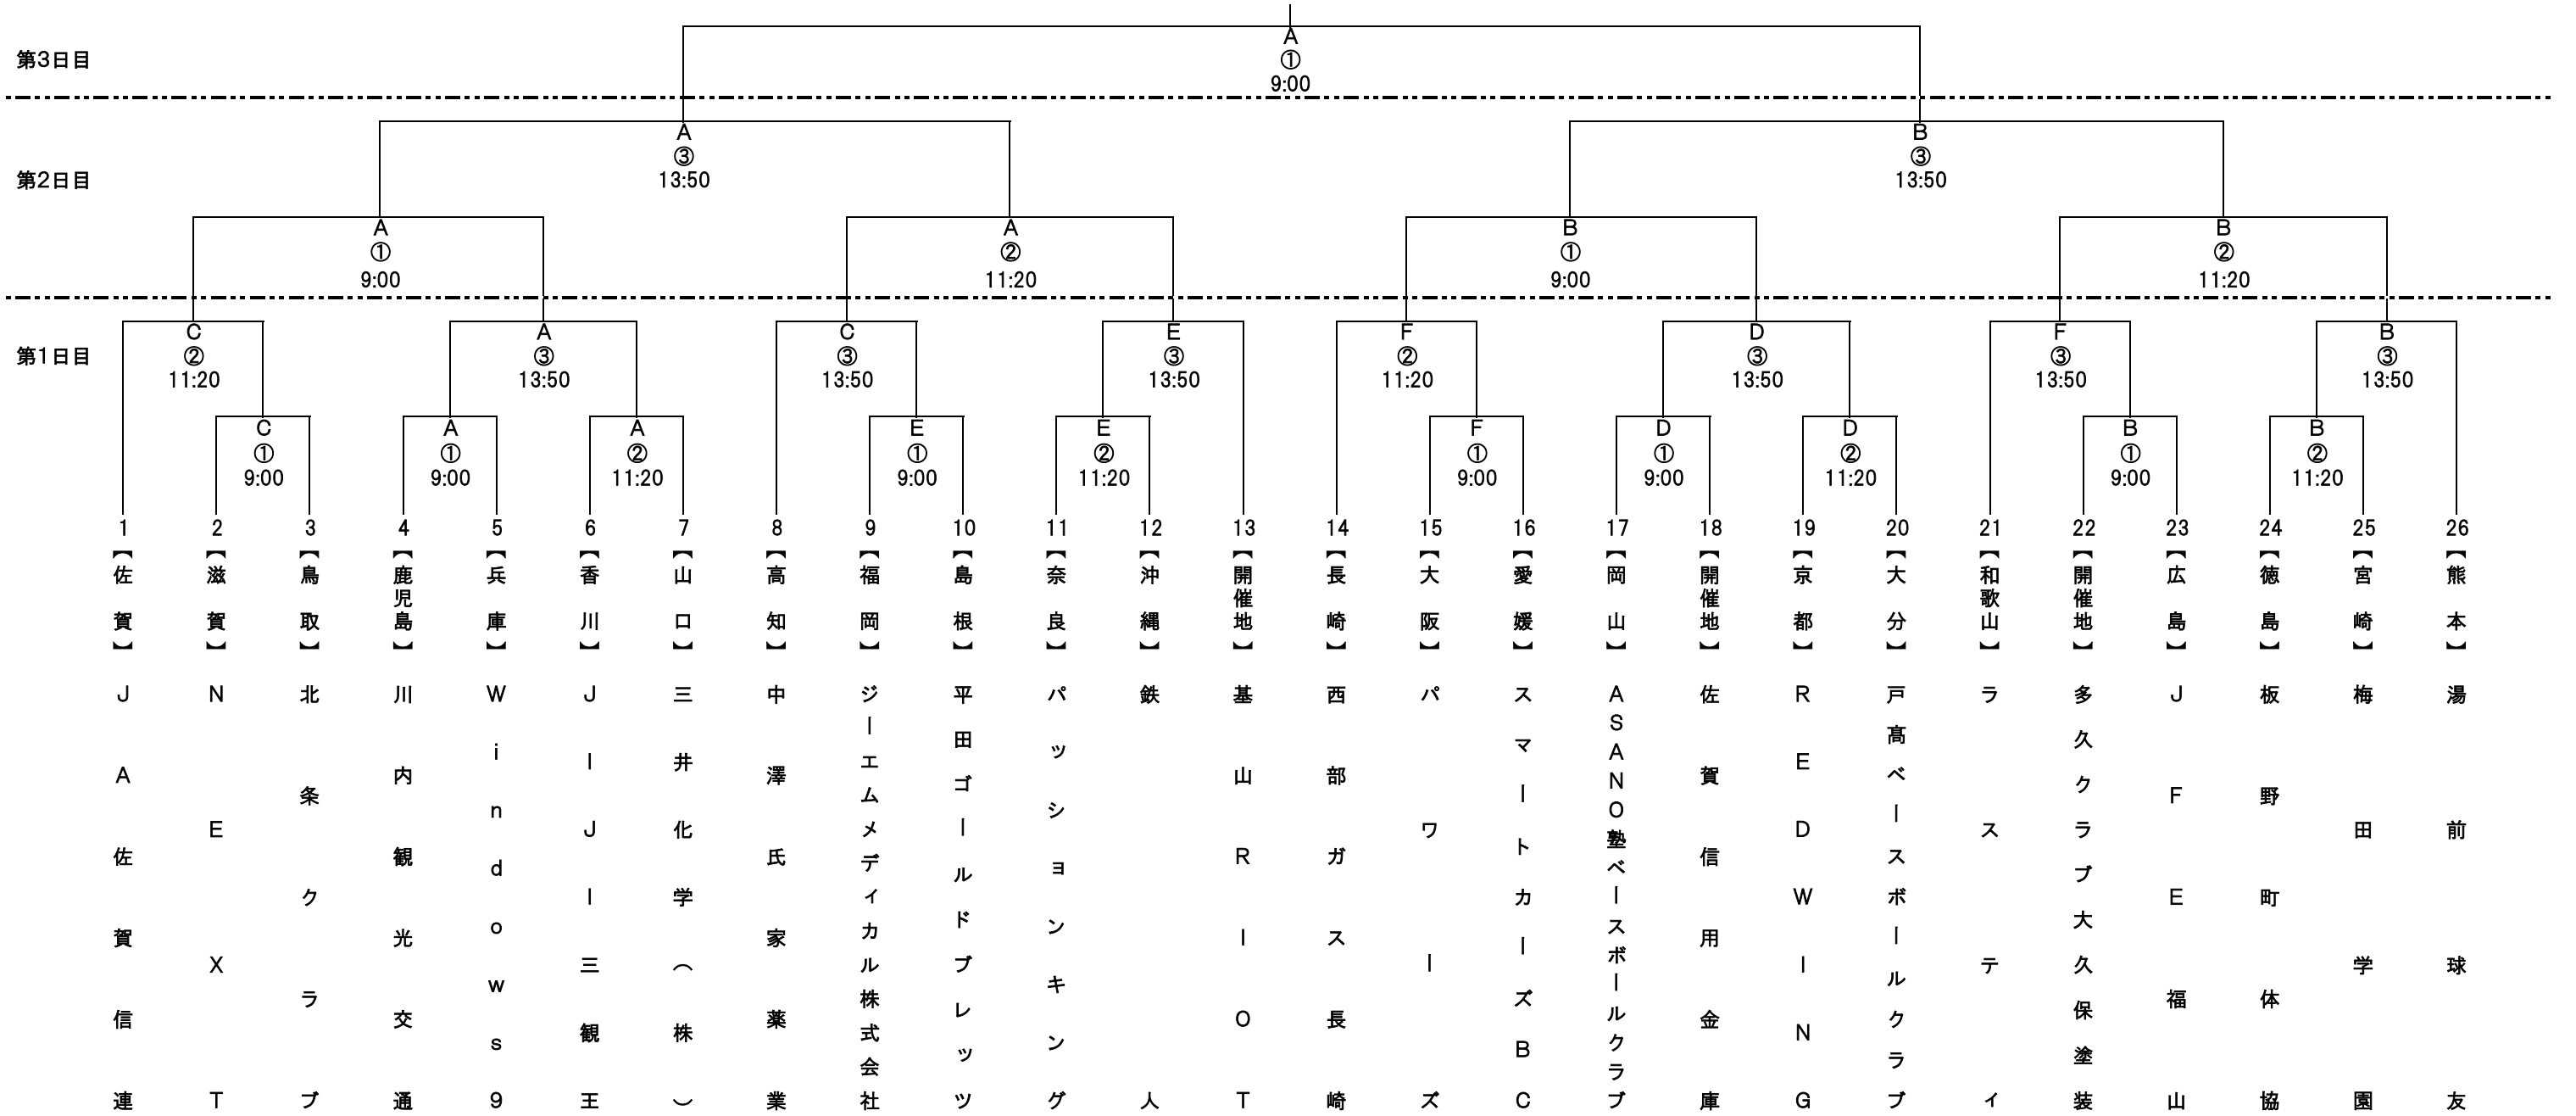 A
①
9:00
第3日目
A
③
13:50
B
③
13:50
第2日目
A
①
9:00
A
②
11:20
B
①
9:00
B
②
11:20
第1日目
C
②
11:20
A
③
13:50
C
③
13:50
E
③
13:50
F
②
11:20
D
③
13:50
F
③
13:50
B
③
13:50
C
①
9:00
A
①
9:00
A
②
11:20
E
①
9:00
E
②
11:20
F
①
9:00
D
①
9:00
D
②
11:20
B
①
9:00
B
②
11:20
1【佐賀】JA佐賀信連
2【滋賀】NEXT
3【鳥取】北条クラブ
4【鹿児島】川内観光交通
5【兵庫】Windows9
6【香川】JIJI三観王
7【山口】三井化学(株)
8【高知】中澤氏家薬業
9【福岡】ジーエムメディカル株式会社
10【島根】平田ゴールドブレッツ
11【奈良】パッションキング
12【沖縄】鉄人
13【開催地】基山RIOT
14【長崎】西部ガス長崎
15【大阪】パワーズ
16【愛媛】スマートカーズBC
17【岡山】ASANO塾ベースボールクラブ
18【開催地】佐賀信用金庫
19【京都】REDWING
20【大分】戸髙ベースボールクラブ
21【和歌山】ラスティ
22【開催地】多久クラブ大久保塗装
23【広島】JFE福山
24【徳島】板野町体協
25【宮崎】梅田学園
26【熊本】湯前球友